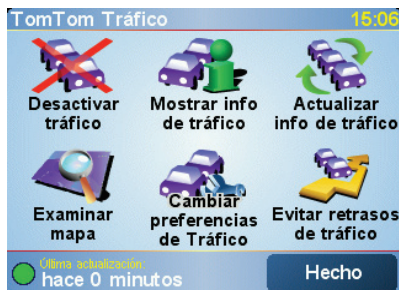 TomTom Tráfico 15:06
Desactivar
tráfico
Mostrar info
de tráfico
Actualizar
info de tráfico
Examinar
mapa
Cambiar
preferencias
de Tráfico
Evitar retrasos
de tráfico
Última actualización:
hace 0 minutos
Hecho